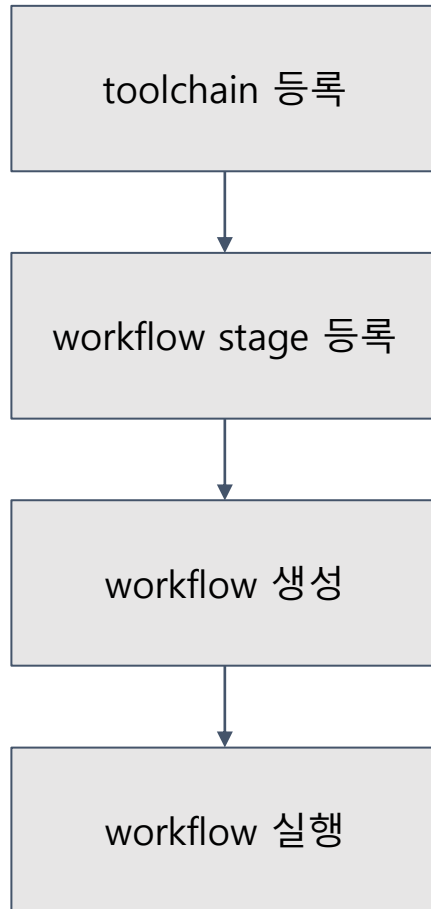 toolchain 등록
workflow stage 등록
workflow 생성
workflow 실행